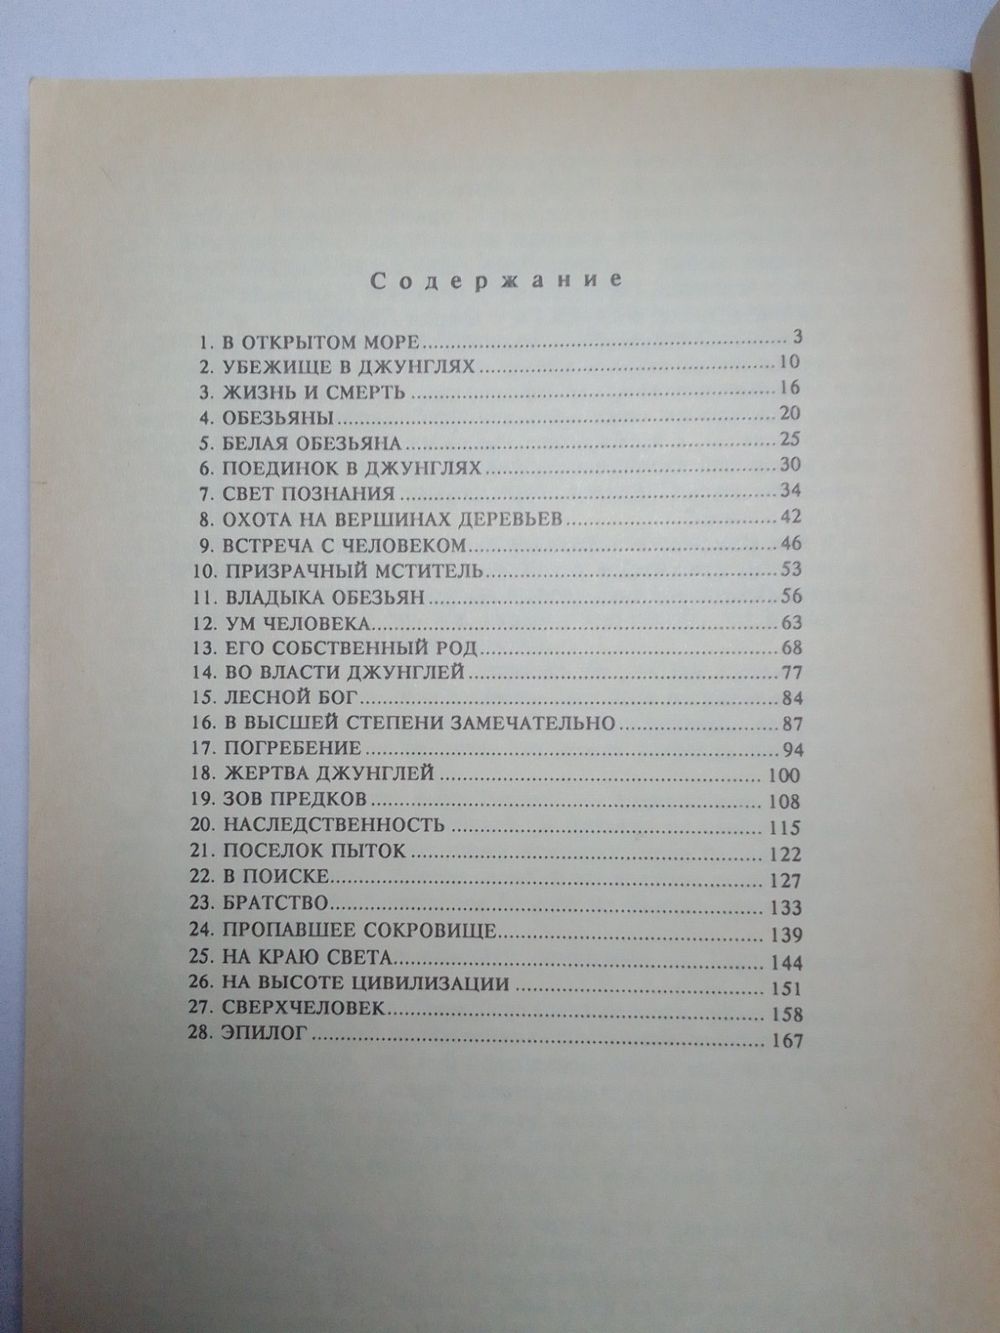 Содержание
1. В ОТКРЫТОМ МОРЕ 3
2. УБЕЖИЩЕ В ДЖУНГЛЯХ 10
3. ЖИЗНЬ И СМЕРТЬ 16
4. ОБЕЗЬЯНЫ 20
5. БЕЛАЯ ОБЕЗЬЯНА 25
6. ПОЕДИНОК В ДЖУНГЛЯХ 30
7. СВЕТ ПОЗНАНИЯ 34
8. ОХОТА НА ВЕРШИНАХ ДЕРЕВЬЕВ 42
9. ВСТРЕЧА С ЧЕЛОВЕКОМ 46
10. ПРИЗРАЧНЫЙ МСТИТЕЛЬ 53
11. ВЛАДЫКА ОБЕЗЬЯН 56
12. УМ ЧЕЛОВЕКА 63
13. ЕГО СОБСТВЕННЫЙ РОД 68
14. ВО ВЛАСТИ ДЖУНГЛЕЙ 77
15. ЛЕСНОЙ БОГ 84
16. В ВЫСШЕЙ СТЕПЕНИ ЗАМЕЧАТЕЛЬНО 87
17. ПОГРЕБЕНИЕ 94
18. ЖЕРТВА ДЖУНГЛЕЙ 100
19. ЗОВ ПРЕДКОВ 108
20. НАСЛЕДСТВЕННОСТЬ 115
21. ПОСЕЛОК ПЫТОК 122
22. В ПОИСКЕ 127
23. БРАТСТВО 133
24. ПРОПАВШЕЕ СОКРОВИЩЕ 139
25. НА КРАЮ СВЕТА 144
26. НА ВЫСОТЕ ЦИВИЛИЗАЦИИ 151
27. СВЕРХЧЕЛОВЕК 158
28. ЭПИЛОГ 167